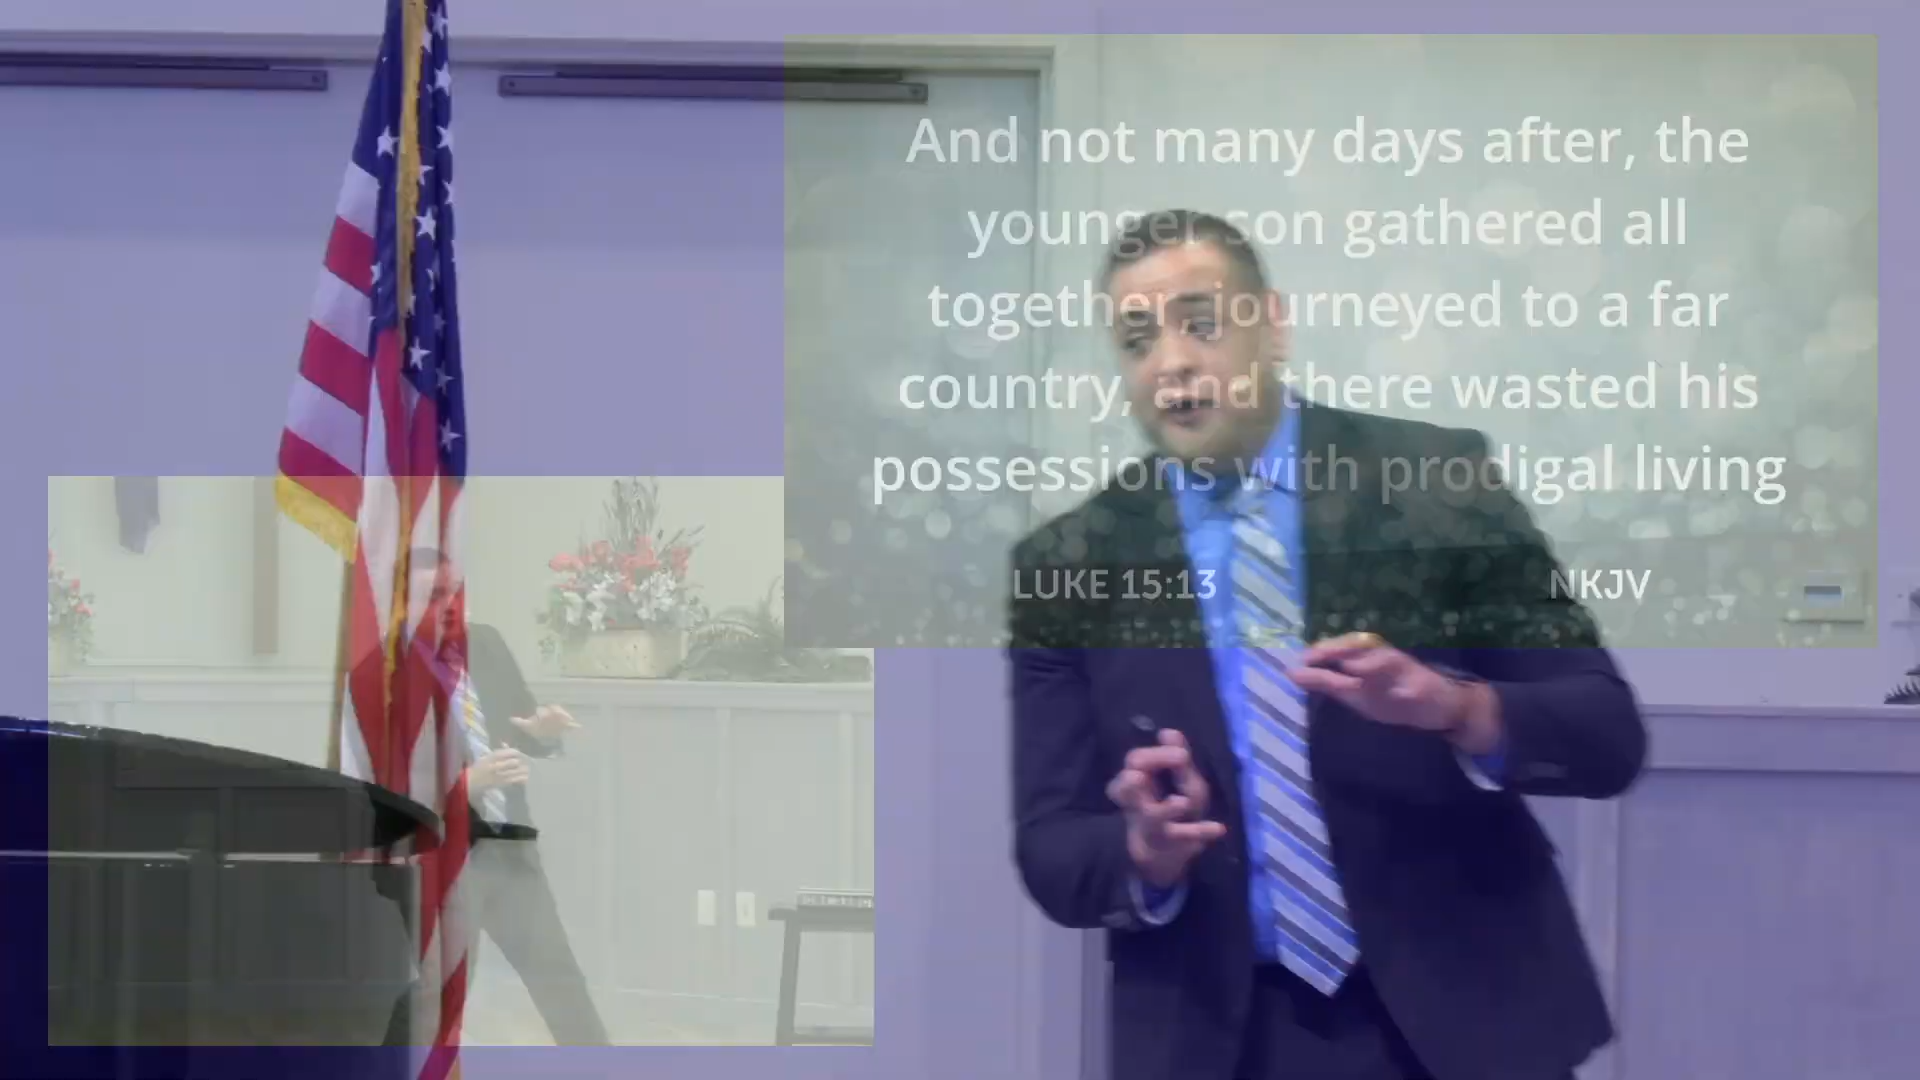 And not many days after, the
younger son gathered all
together, journeyed to a far
country, and there wasted his
possessions with prodigal living
LUKE 15:13 NKJV